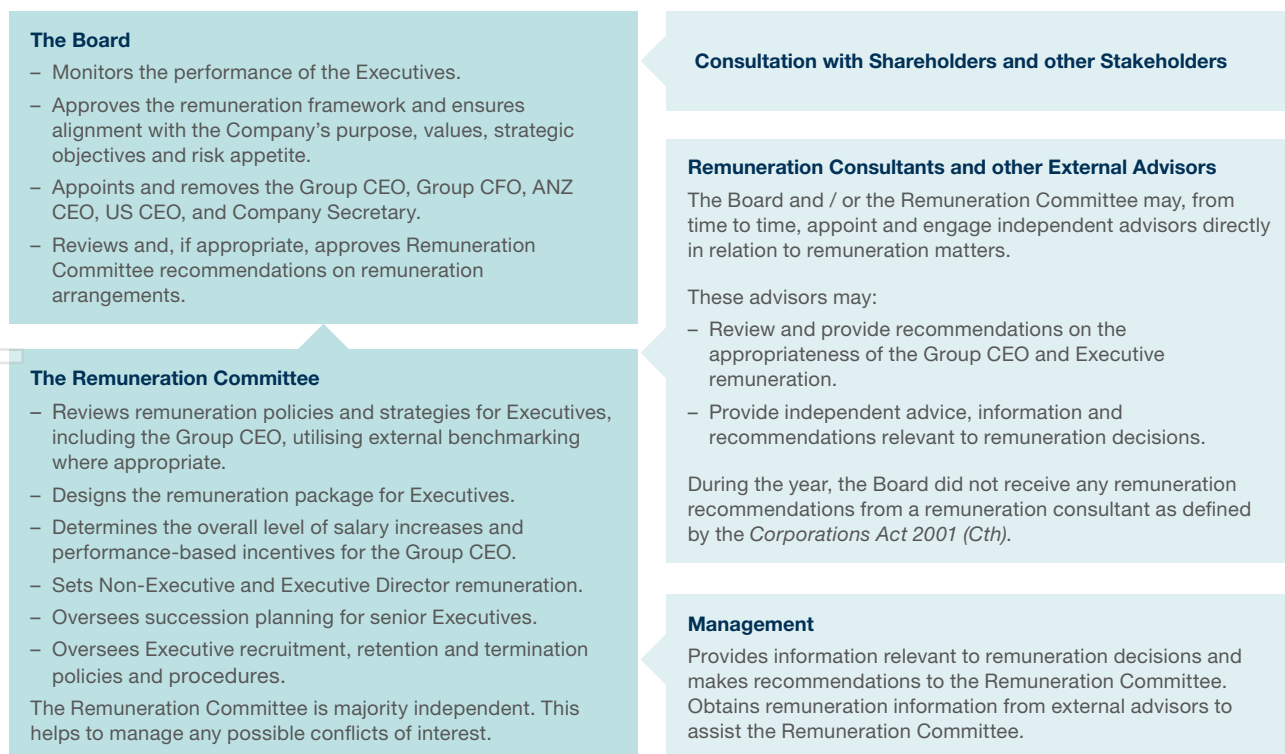 The Board
– Monitors the performance of the Executives.
– Approves the remuneration framework and ensures
alignment with the Company’s purpose, values, strategic
objectives and risk appetite.
– Appoints and removes the Group CEO, Group CFO, ANZ
CEO, US CEO, and Company Secretary.
– Reviews and, if appropriate, approves Remuneration
Committee recommendations on remuneration
arrangements.
The Remuneration Committee
– Reviews remuneration policies and strategies for Executives,
including the Group CEO, utilising external benchmarking
where appropriate.
– Designs the remuneration package for Executives.
– Determines the overall level of salary increases and
performance-based incentives for the Group CEO.
– Sets Non-Executive and Executive Director remuneration.
– Oversees succession planning for senior Executives.
– Oversees Executive recruitment, retention and termination
policies and procedures.
The Remuneration Committee is majority independent. This
helps to manage any possible conflicts of interest.
Consultation with Shareholders and other Stakeholders
Remuneration Consultants and other External Advisors
The Board and / or the Remuneration Committee may, from
time to time, appoint and engage independent advisors directly
in relation to remuneration matters.
These advisors may:
– Review and provide recommendations on the
appropriateness of the Group CEO and Executive
remuneration.
– Provide independent advice, information and
recommendations relevant to remuneration decisions.
During the year, the Board did not receive any remuneration
recommendations from a remuneration consultant as defined
by the Corporations Act 2001 (Cth).
Management
Provides information relevant to remuneration decisions and
makes recommendations to the Remuneration Committee.
Obtains remuneration information from external advisors to
assist the Remuneration Committee.